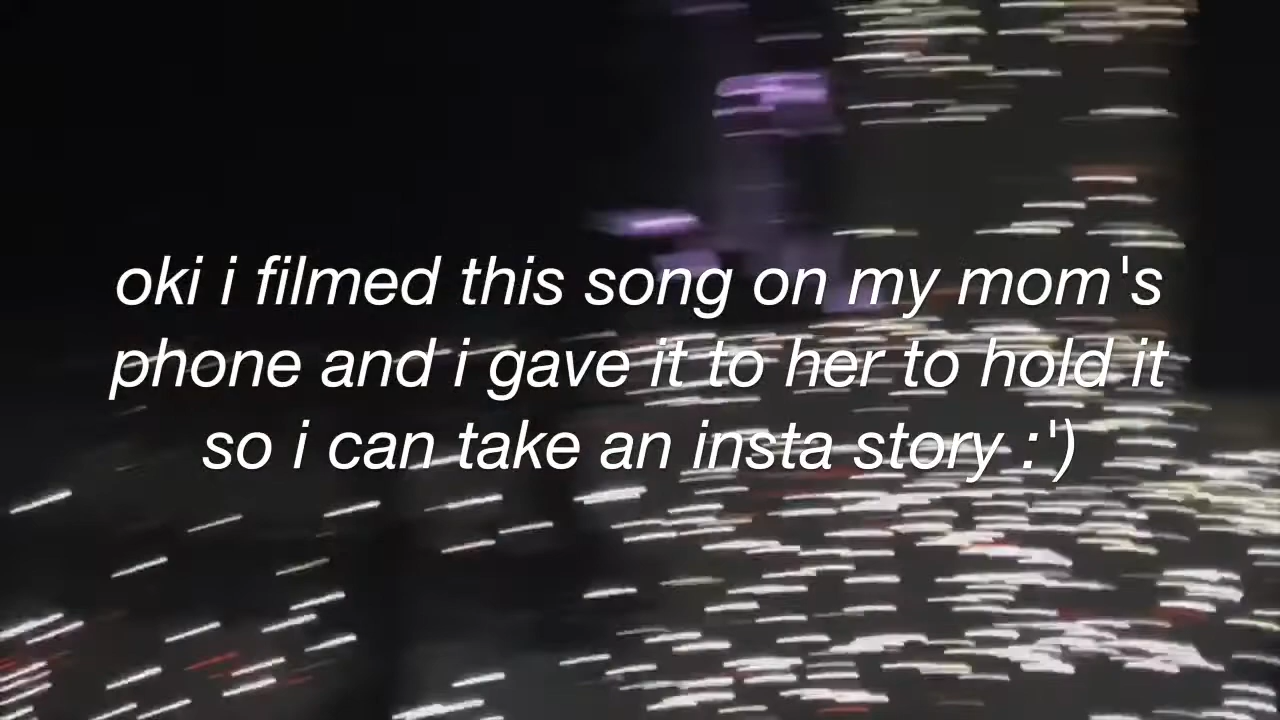 oki i filmed this song on my mom's
phone and i gave it to her to hold it
so i can take an insta story :')